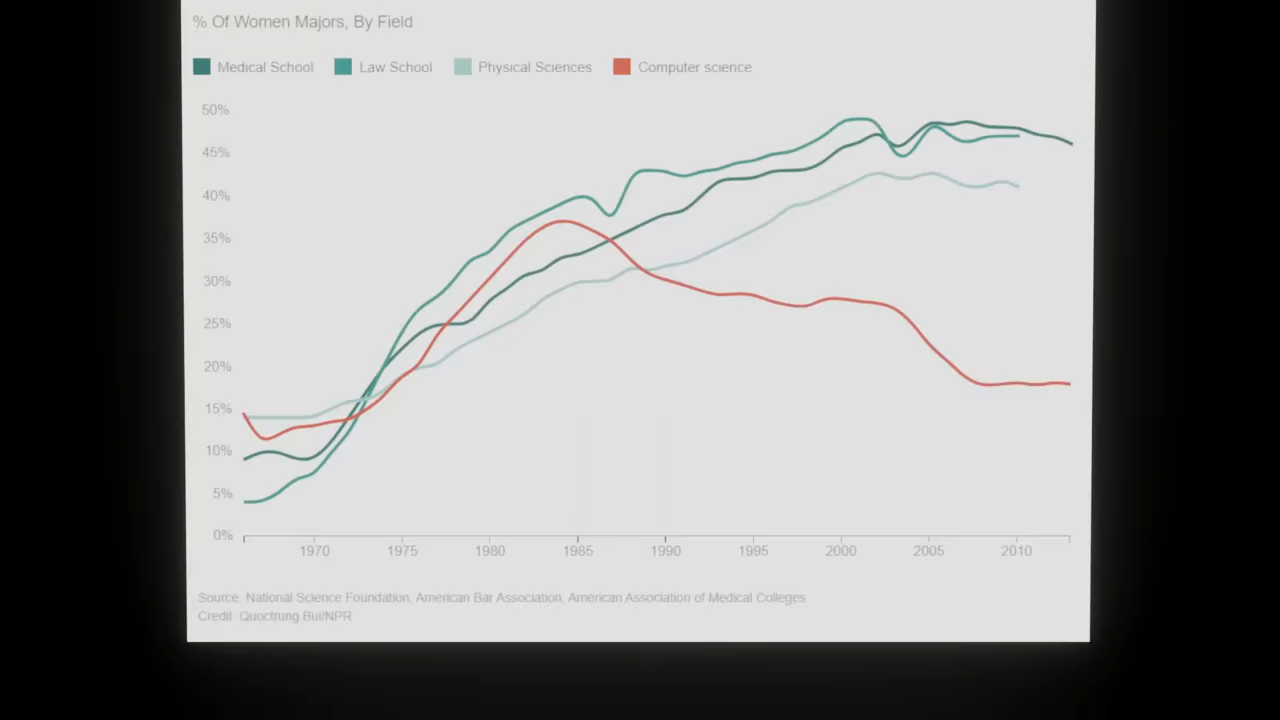 % Of Women Majors, By Field
Medical School Law School Physical Sciences Computer science
50%
45%
40%
35%
30%
25%
20%
15%
10%
5%
0%
1970 1975 1980 1985 1990 1995 2000 2005 2010
Source: National Science Foundation, American Bar Association, American Association of Medical Colleges
Credit: Quoctrung Bui/NPR